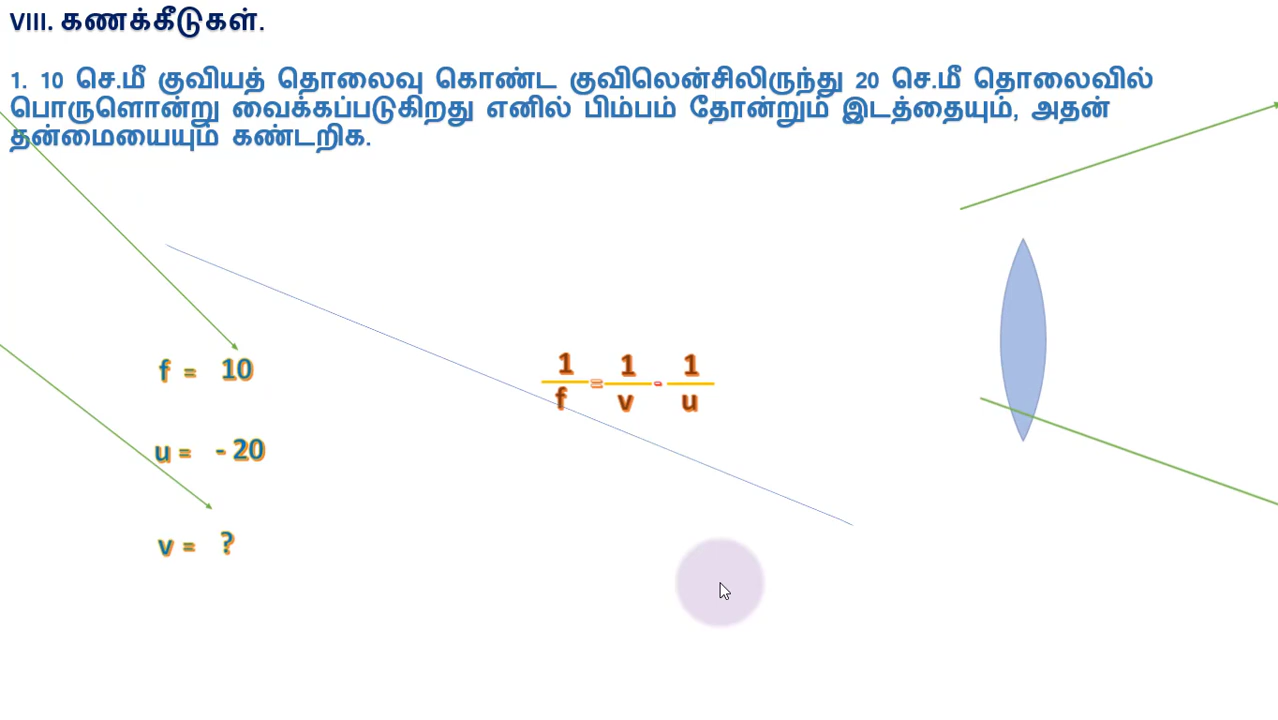 VIII. கணக்கீடுகள்.
1. 10 செ.மீ குவியத் தொலைவு கொண்ட குவிலென்சிலிருந்து 20 செ.மீ தொலைவில்
பொருளொன்று வைக்கப்படுகிறது எனில் பிம்பம் தோன்றும் இடத்தையும், அதன்
தன்மையையும் கண்டறிக.
f = 10
1/f = 1/v - 1/u
u = - 20
v = ?